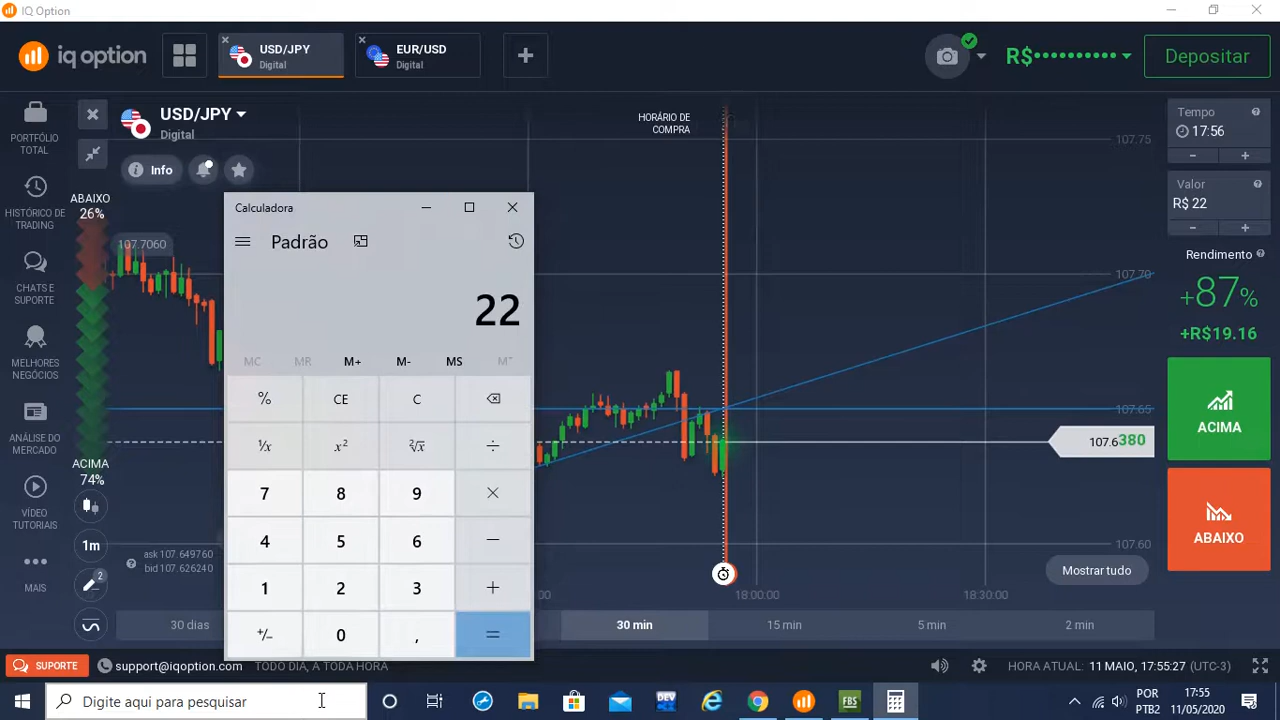 IQ Option
iq option
USD/JPY
Digital
EUR/USD
Digital
R$••••••••••
Depositar
PORTFÓLIO
TOTAL
HISTÓRICO DE
TRADING
CHATS E
SUPORTE
MELHORES
NEGÓCIOS
ANÁLISE DO
MERCADO
VÍDEO
TUTORIAIS
MAIS
USD/JPY
Digital
Info
ABAIXO
26%
107.7060
ACIMA
74%
1m
2
ask 107.649760
bid 107.626240
HORÁRIO DE
COMPRA
Calculadora
Padrão
22
MC MR M+ M- MS M˅
% CE C
¹/x x² ²√x ÷
7 8 9 ×
4 5 6 −
1 2 3 +
+/− 0 , =
107.75
107.70
107.65
107.6380
107.60
Mostrar tudo
:00 18:00:00 18:30:00
30 dias 30 min 15 min 5 min 2 min
Tempo
17:56
− +
Valor
R$ 22
− +
Rendimento
+87%
+R$19.16
ACIMA
ABAIXO
SUPORTE support@iqoption.com TODO DIA, A TODA HORA
HORA ATUAL: 11 MAIO, 17:55:27 (UTC-3)
Digite aqui para pesquisar
DEV
FBS
POR
PTB2
17:55
11/05/2020